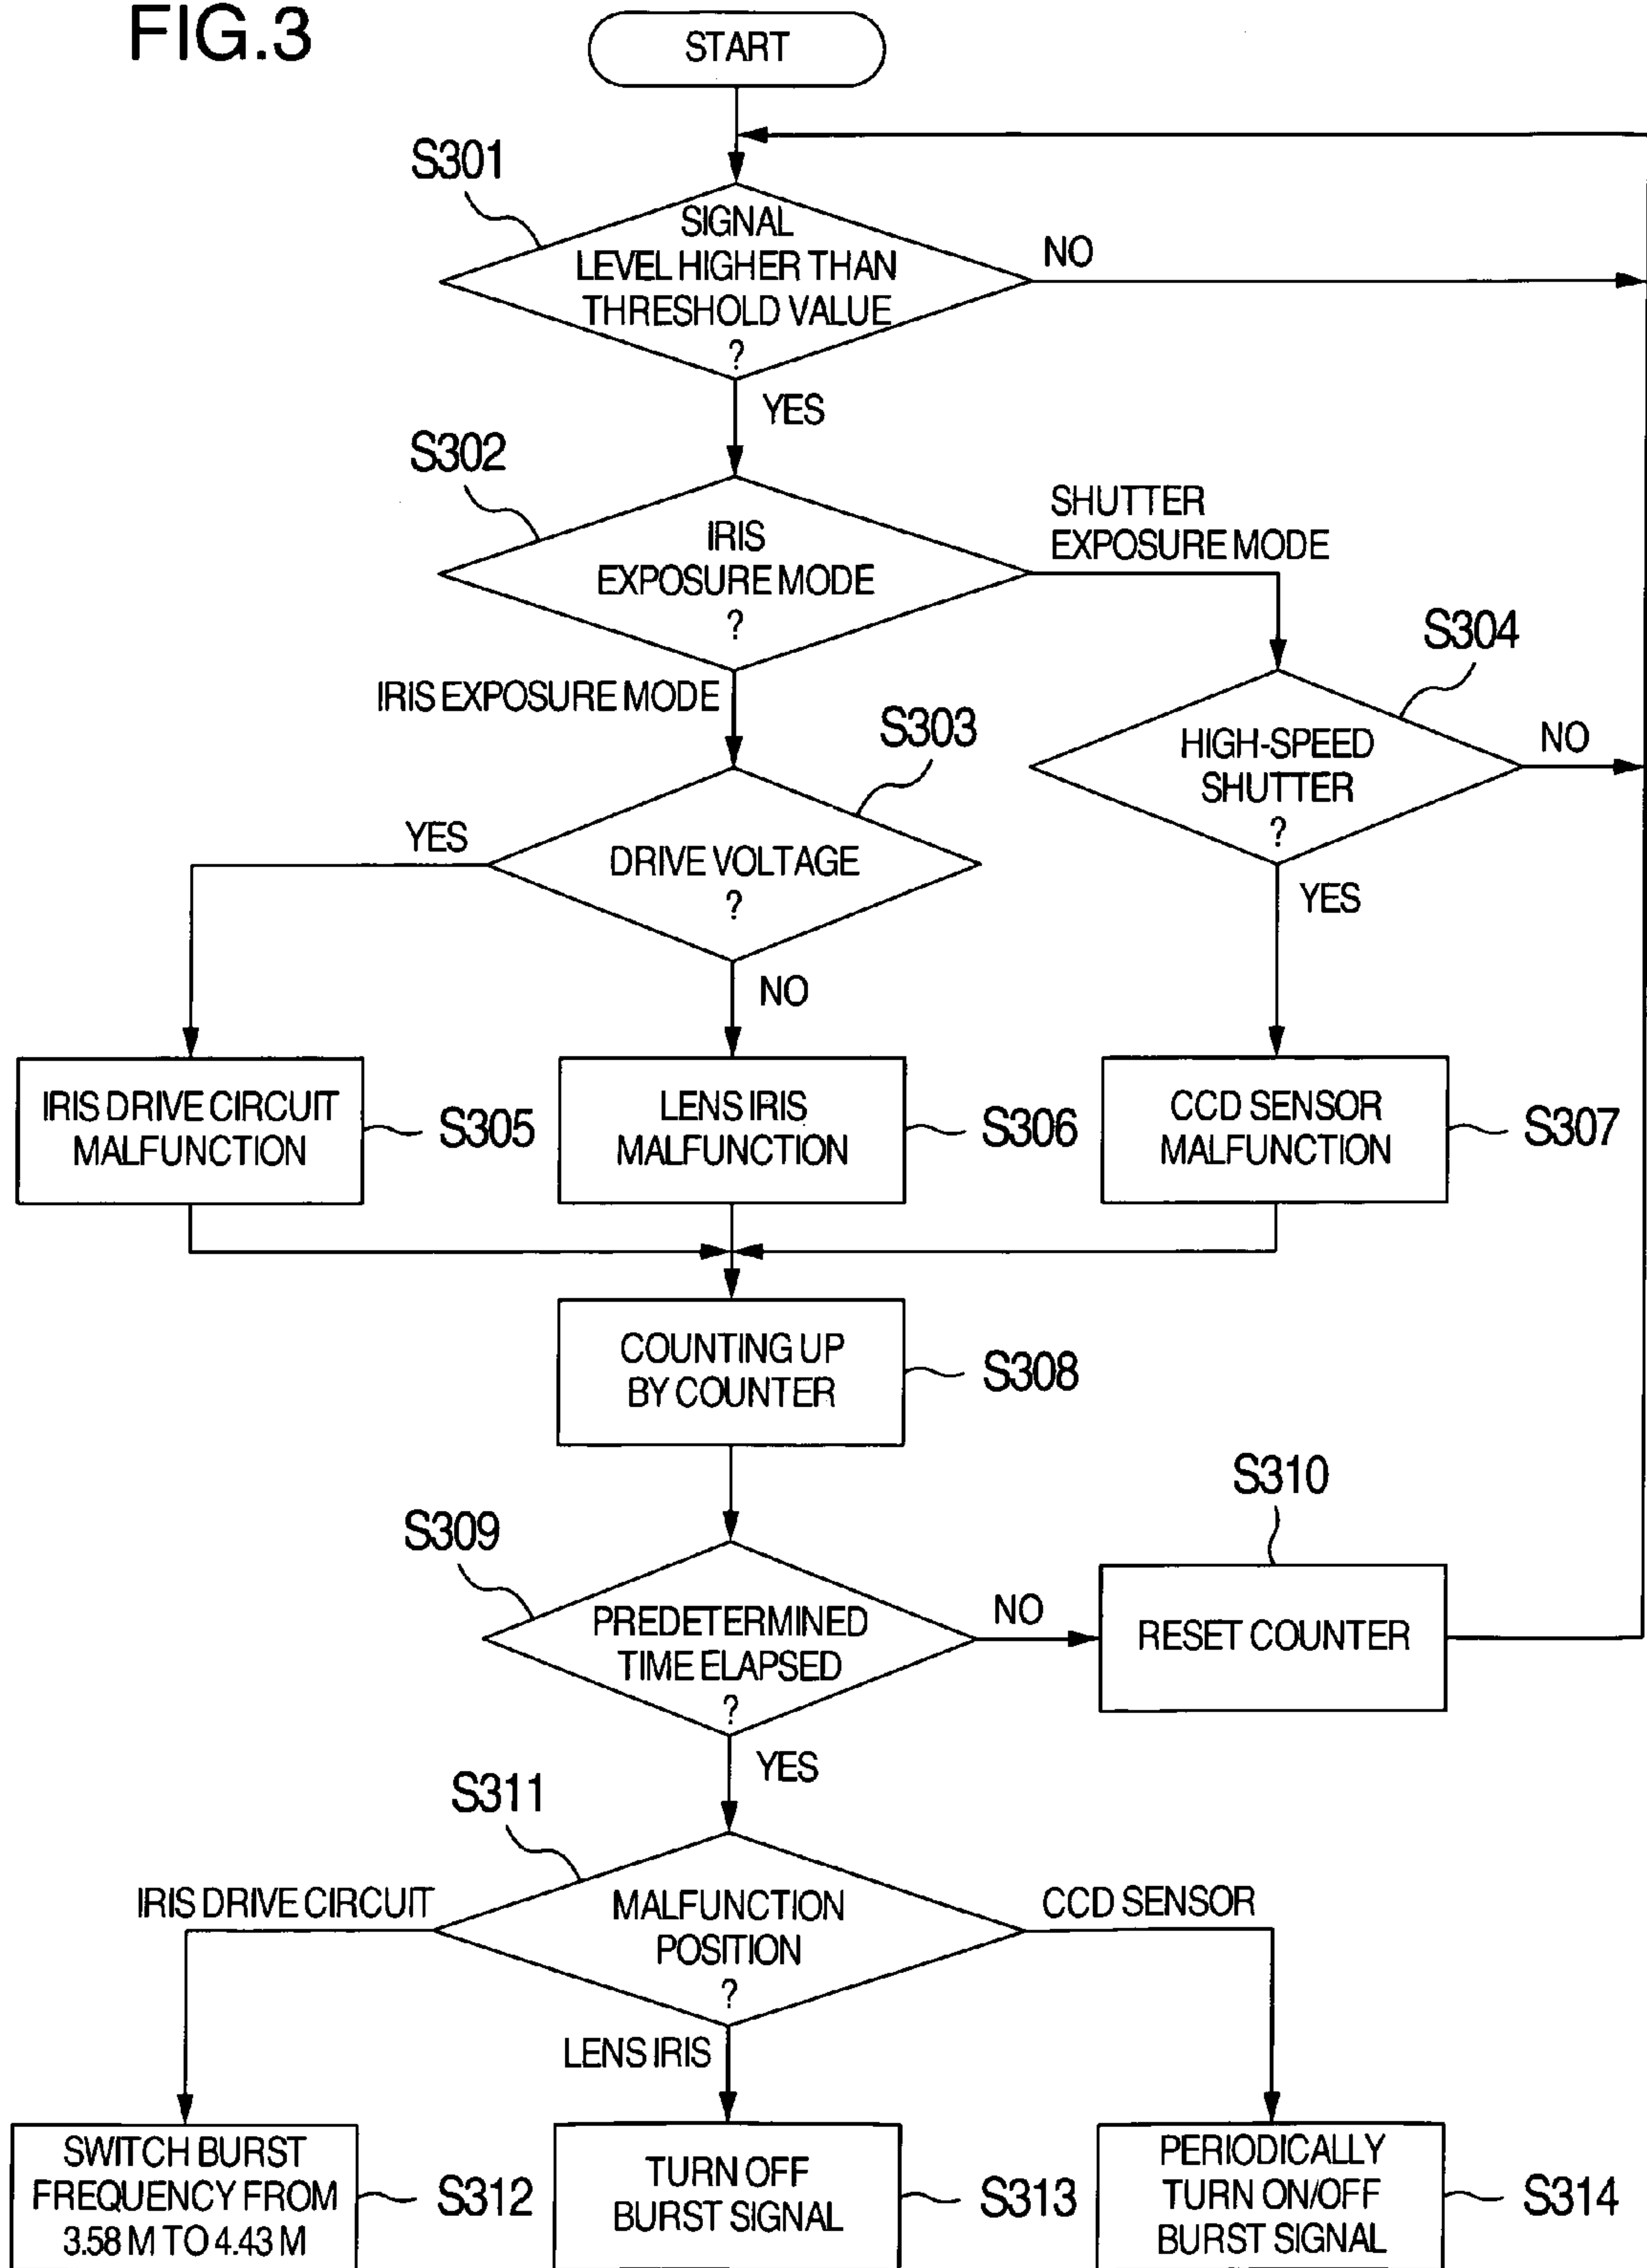 FIG.3
START
S301
SIGNAL
LEVEL HIGHER THAN
THRESHOLD VALUE
?
NO
YES
S302
IRIS
EXPOSURE MODE
?
SHUTTER
EXPOSURE MODE
IRIS EXPOSURE MODE
S303
DRIVE VOLTAGE
?
YES
NO
S304
HIGH-SPEED
SHUTTER
?
NO
YES
IRIS DRIVE CIRCUIT
MALFUNCTION
S305
LENS IRIS
MALFUNCTION
S306
CCD SENSOR
MALFUNCTION
S307
COUNTING UP
BY COUNTER
S308
S309
PREDETERMINED
TIME ELAPSED
?
NO
S310
RESET COUNTER
YES
S311
MALFUNCTION
POSITION
?
IRIS DRIVE CIRCUIT
LENS IRIS
CCD SENSOR
SWITCH BURST
FREQUENCY FROM
3.58 M TO 4.43 M
S312
TURN OFF
BURST SIGNAL
S313
PERIODICALLY
TURN ON/OFF
BURST SIGNAL
S314